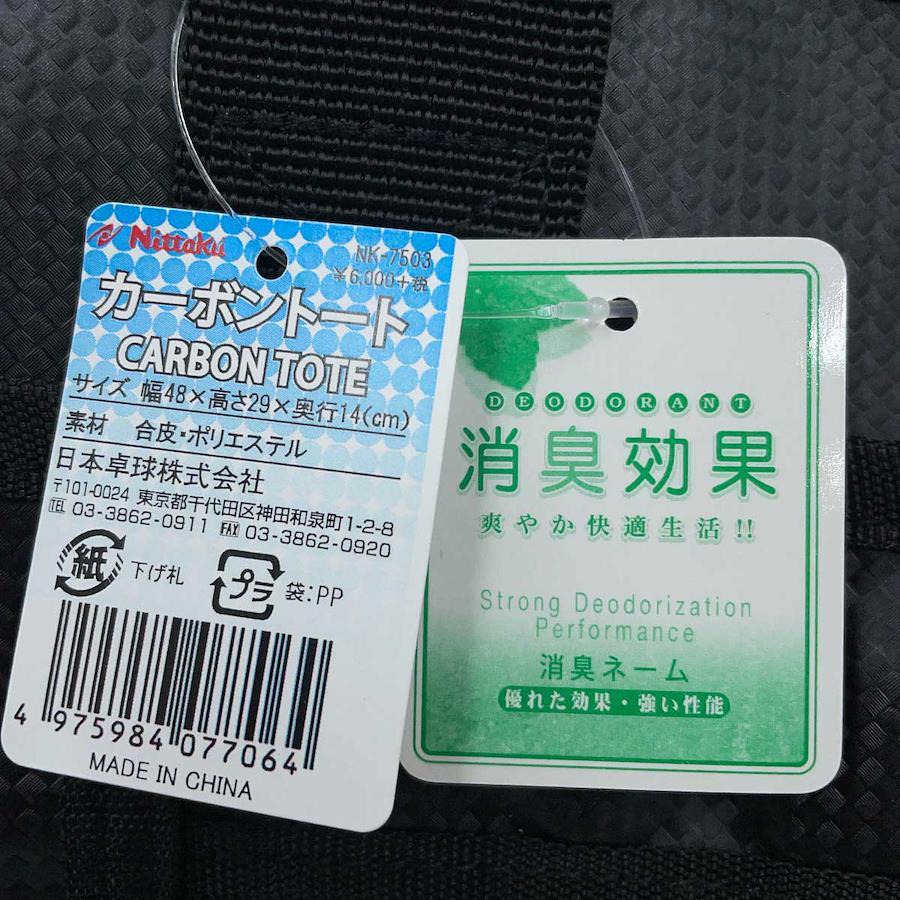 Nittaku
NK-7503
¥6,000+税
カーボントート
CARBON TOTE
サイズ 幅48×高さ29×奥行14(cm)
素材 合皮・ポリエステル
日本卓球株式会社
〒101-0024 東京都千代田区神田和泉町1-2-8
TEL 03-3862-0911 FAX 03-3862-0920
紙 下げ札 プラ 袋:PP
4 975984 077064
MADE IN CHINA
DEODORANT
消臭効果
爽やか快適生活!!
Strong Deodorization
Performance
消臭ネーム
優れた効果・強い性能